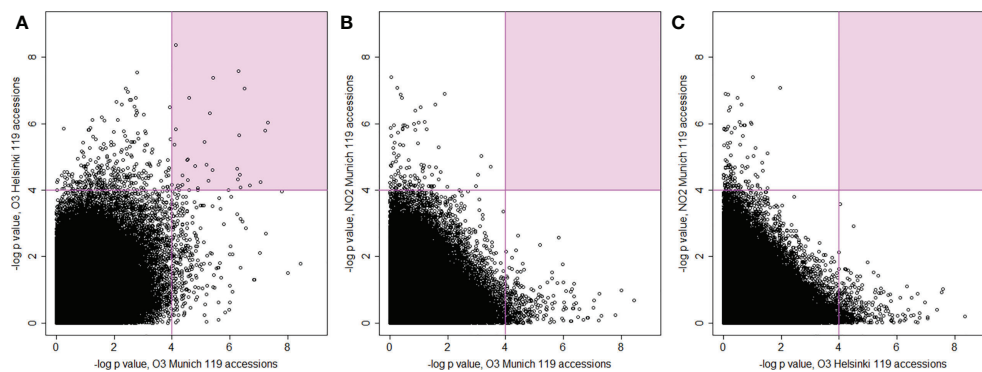 A
-log p value, O3 Helsinki 119 accessions
8
6
4
2
0
0 2 4 6 8
-log p value, O3 Munich 119 accessions
B
-log p value, NO2 Munich 119 accessions
8
6
4
2
0
0 2 4 6 8
-log p value, O3 Munich 119 accessions
C
-log p value, NO2 Munich 119 accessions
8
6
4
2
0
0 2 4 6 8
-log p value, O3 Helsinki 119 accessions